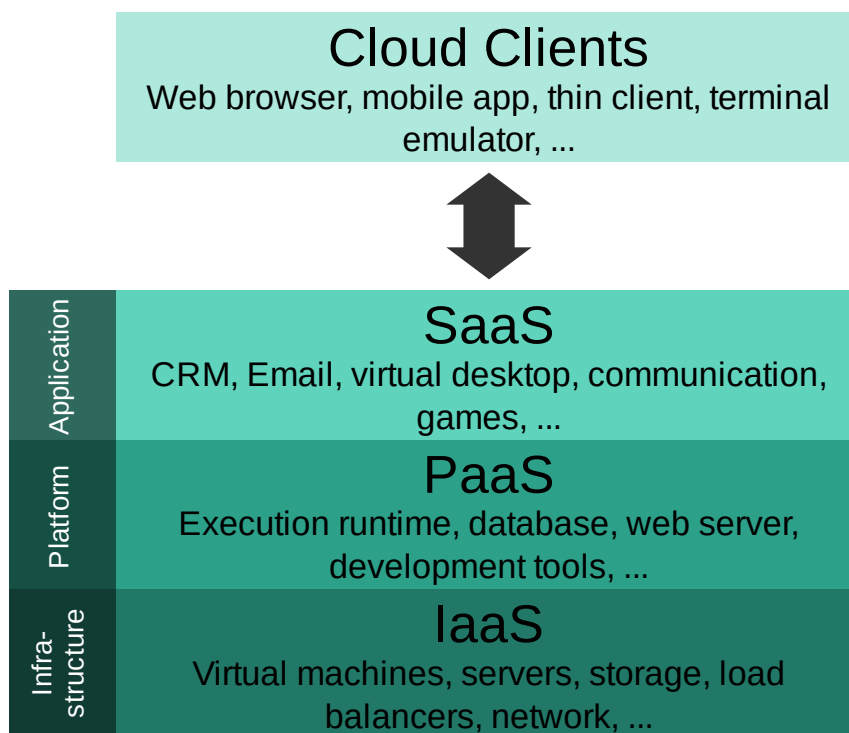 Cloud Clients
Web browser, mobile app, thin client, terminal
emulator, ...
Application
SaaS
CRM, Email, virtual desktop, communication,
games, ...
Platform
PaaS
Execution runtime, database, web server,
development tools, ...
Infra-
structure
IaaS
Virtual machines, servers, storage, load
balancers, network, ...